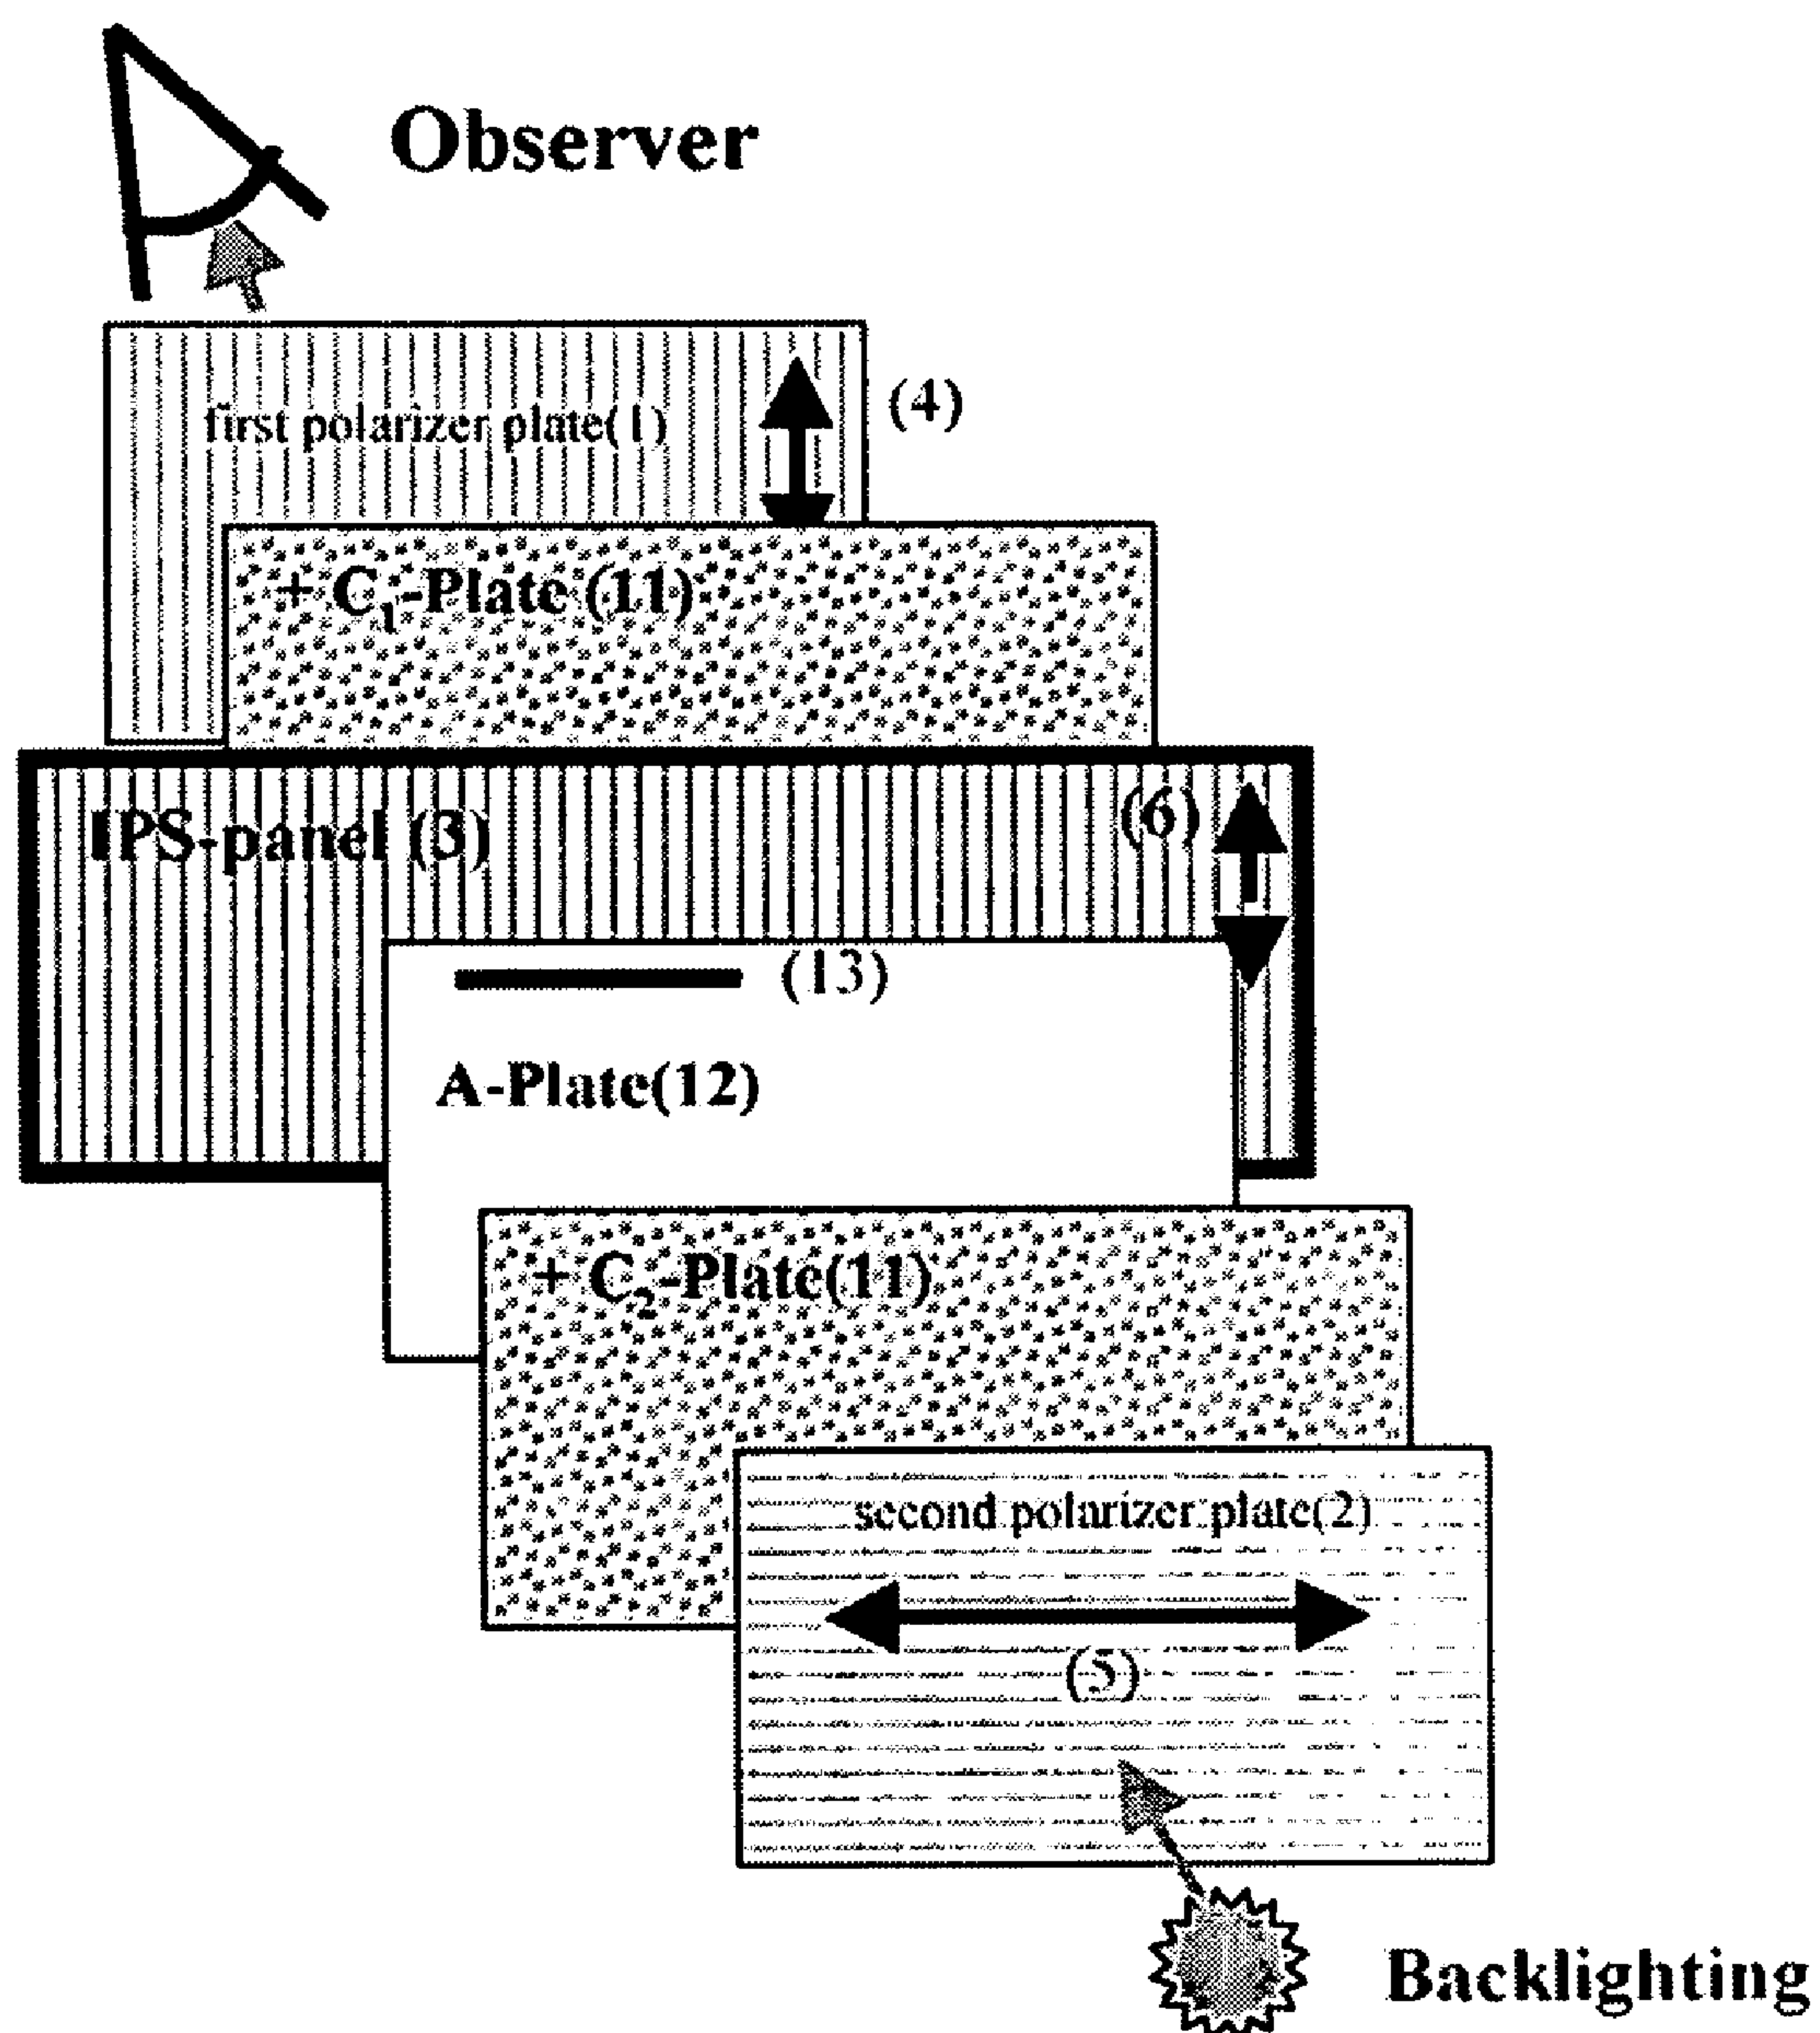 Observer
(4)
first polarizer plate(1)
+ C₁-Plate (11)
IPS-panel (3)
(6)
(13)
A-Plate(12)
+ C₂-Plate(11)
second polarizer plate(2)
(5)
Backlighting